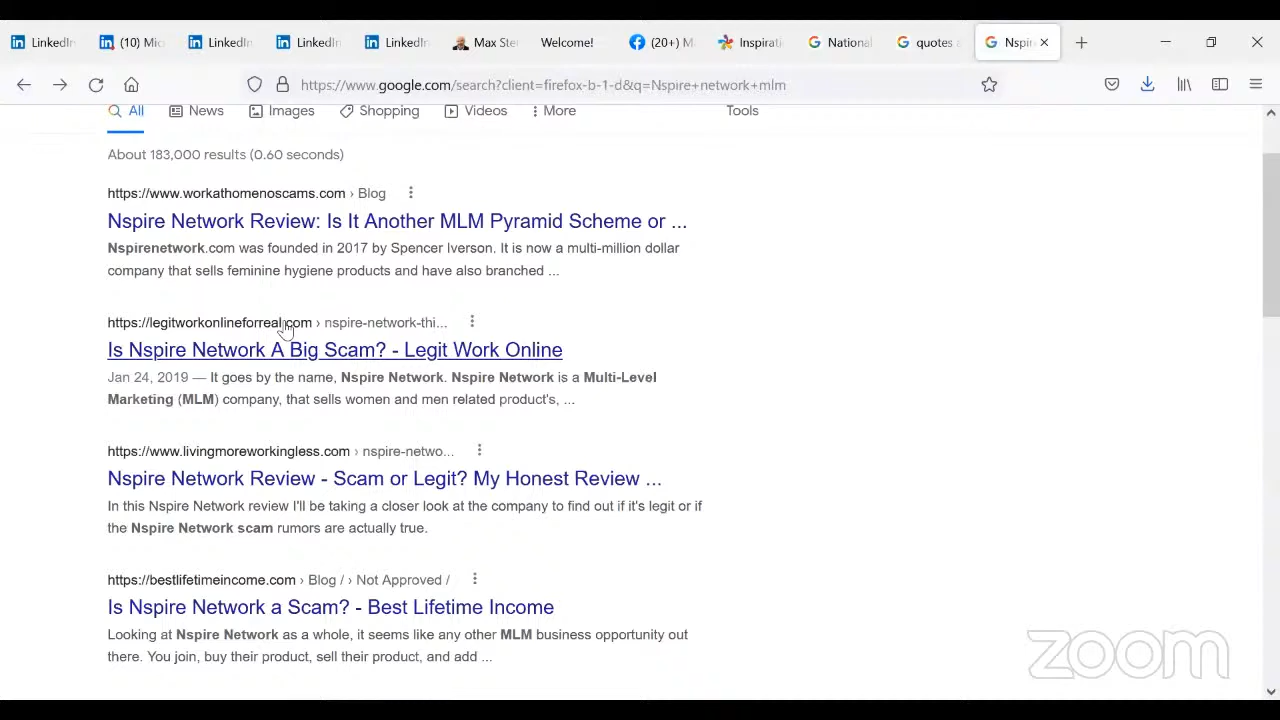 LinkedIn (10) Mic LinkedIn LinkedIn LinkedIn Max Ste Welcome! (20+) M Inspirati National quotes a Nspir
https://www.google.com/search?client=firefox-b-1-d&q=Nspire+network+mlm
All News Images Shopping Videos More Tools
About 183,000 results (0.60 seconds)
https://www.workathomenoscams.com › Blog
Nspire Network Review: Is It Another MLM Pyramid Scheme or ...
Nspirenetwork.com was founded in 2017 by Spencer Iverson. It is now a multi-million dollar
company that sells feminine hygiene products and have also branched ...
https://legitworkonlineforreal.com › nspire-network-thi...
Is Nspire Network A Big Scam? - Legit Work Online
Jan 24, 2019 — It goes by the name, Nspire Network. Nspire Network is a Multi-Level
Marketing (MLM) company, that sells women and men related product's, ...
https://www.livingmoreworkingless.com › nspire-netwo...
Nspire Network Review - Scam or Legit? My Honest Review ...
In this Nspire Network review I'll be taking a closer look at the company to find out if it's legit or if
the Nspire Network scam rumors are actually true.
https://bestlifetimeincome.com › Blog / › Not Approved /
Is Nspire Network a Scam? - Best Lifetime Income
Looking at Nspire Network as a whole, it seems like any other MLM business opportunity out
there. You join, buy their product, sell their product, and add ...
zoom